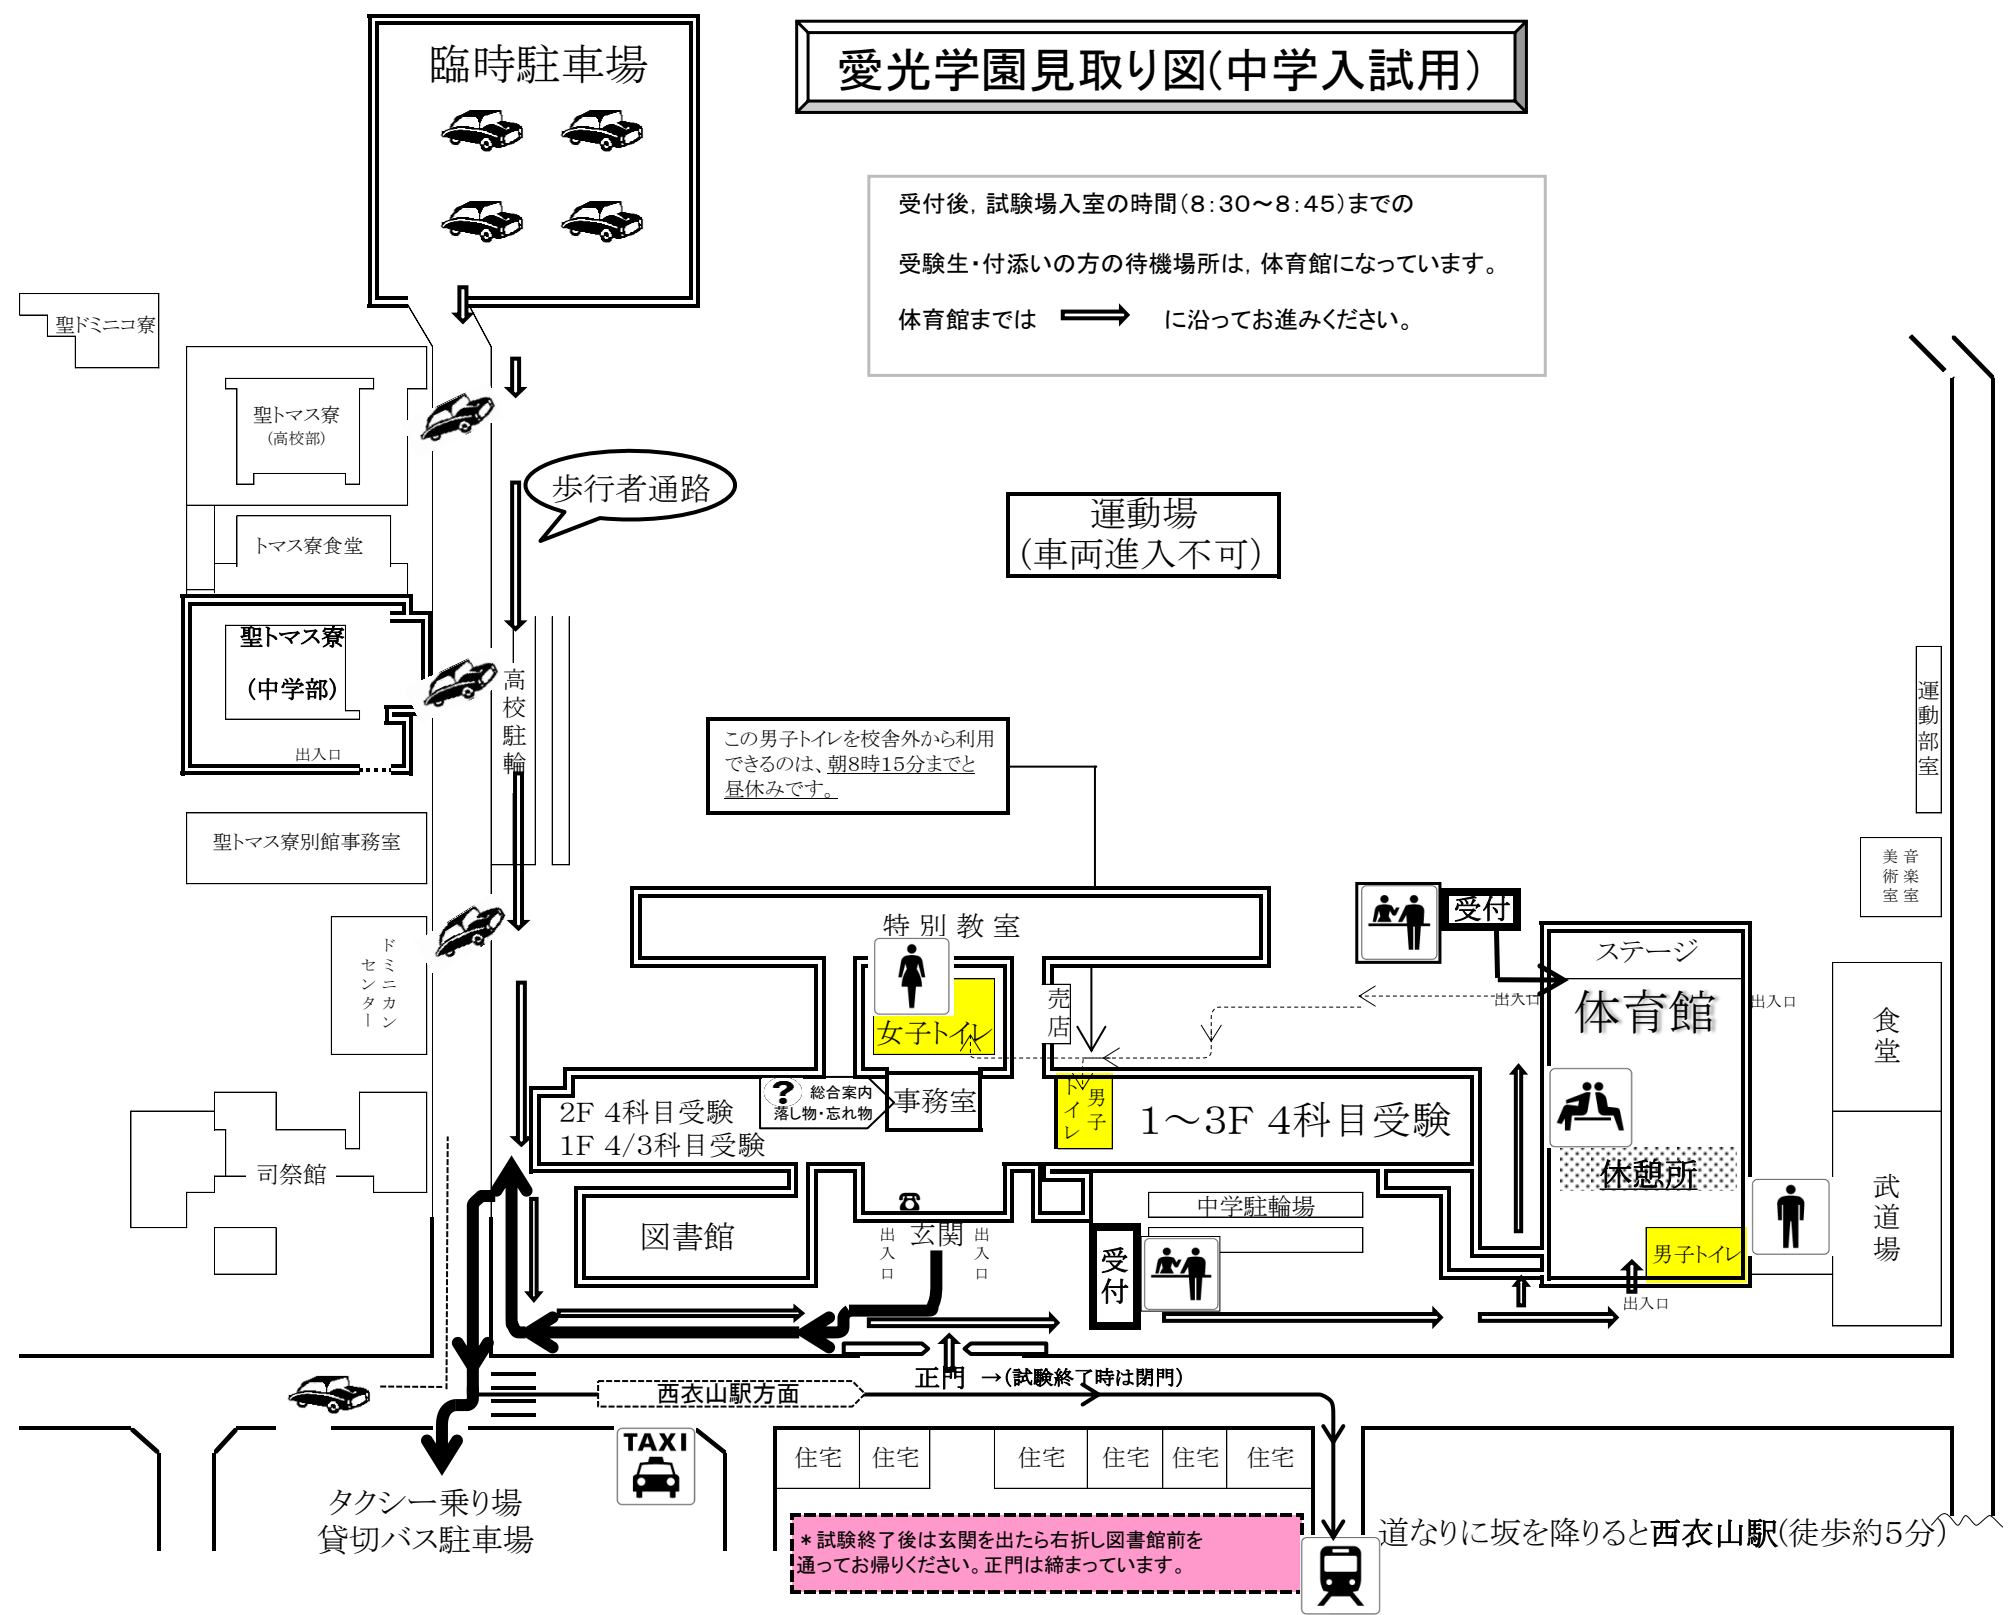 臨時駐車場
愛光学園見取り図(中学入試用)
受付後，試験場入室の時間（8：30～8：45）までの
受験生・付添いの方の待機場所は，体育館になっています。
体育館までは　　に沿ってお進みください。
聖ドミニコ寮
聖トマス寮
（高校部）
歩行者通路
運動場
（車両進入不可）
トマス寮食堂
聖トマス寮
（中学部）
出入口
高校駐輪
運動部室
この男子トイレを校舎外から利用
できるのは、朝8時15分までと
昼休みです。
聖トマス寮別館事務室
音楽室
美術室
特別教室
受付
ステージ
ドミニカン
センター
売店
出入口
体育館
出入口
食堂
女子トイレ
総合案内
落し物・忘れ物
事務室
男子
トイレ
2F 4科目受験
1F 4/3科目受験
1～3F 4科目受験
司祭館
休憩所
武道場
図書館
玄関
出入口
出入口
中学駐輪場
受付
男子トイレ
出入口
正門　→（試験終了時は閉門）
西衣山駅方面
TAXI
住宅
住宅
住宅
住宅
住宅
住宅
タクシー乗り場
貸切バス駐車場
＊試験終了後は玄関を出たら右折し図書館前を
通ってお帰りください。正門は締まっています。
道なりに坂を降りると西衣山駅(徒歩約5分)